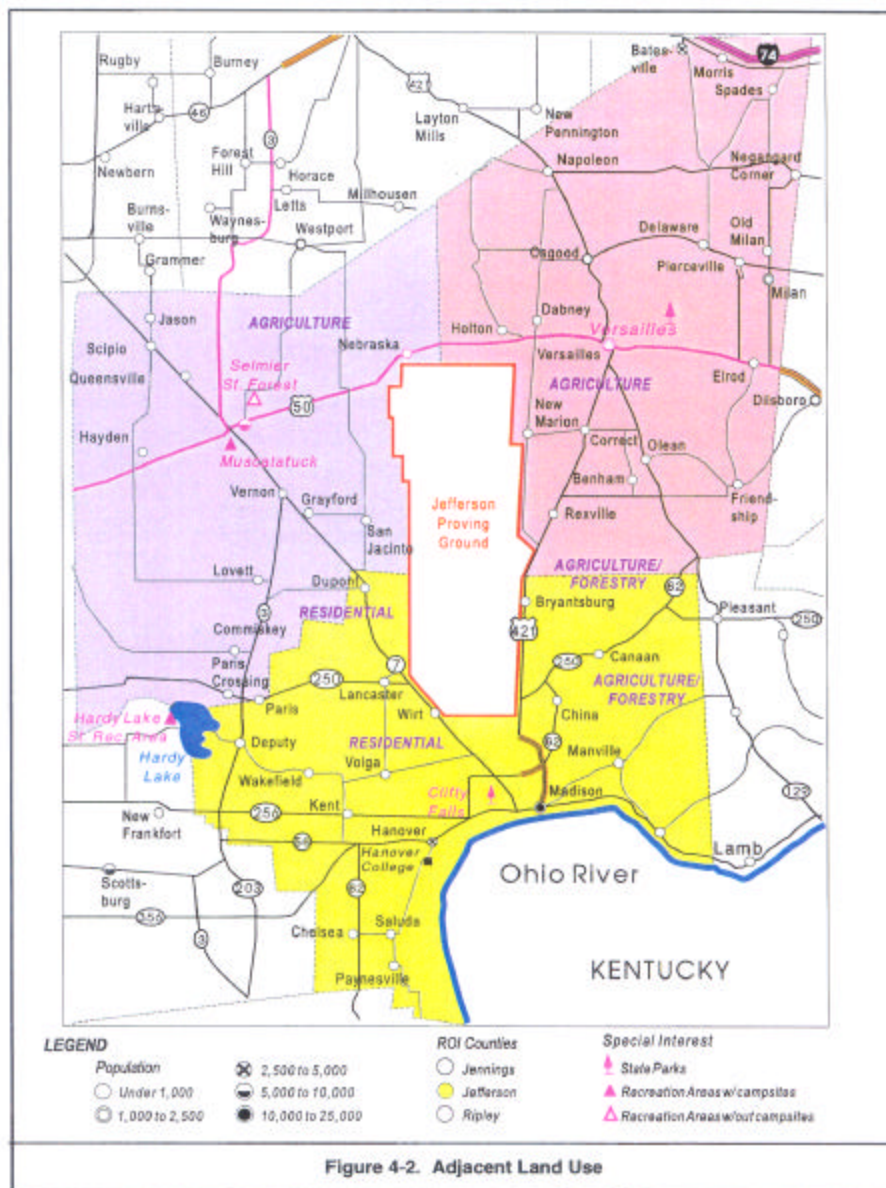 Rugby
Burney
Harts-
ville
46
3
Newbern
Forest
Hill
Horace
Letts
Millhousen
Burns-
ville
Waynes-
burg
Westport
Grammer
421
Layton
Mills
New
Pennington
Bates-
ville
Morris
Spades
74
Napoleon
Negangard
Corner
Delaware
Old
Milan
Osgood
Pierceville
Milan
Jason
AGRICULTURE
Scipio
Queensville
Selmier
St. Forest
Nebraska
Holton
Dabney
Versailles
Versailles
Elrod
Dillsboro
50
Hayden
Muscatatuck
AGRICULTURE
New
Marion
Correct
Olean
Benham
Friend-
ship
Vernon
Grayford
San
Jacinto
Jefferson
Proving
Ground
Rexville
Lovett
Dupont
AGRICULTURE/
FORESTRY
62
RESIDENTIAL
Bryantsburg
Pleasant
250
3
Commiskey
421
Paris
Crossing
250
7
Lancaster
250
Canaan
AGRICULTURE/
FORESTRY
Paris
Wirt
China
Hardy Lake
St. Rec. Area
Hardy
Lake
Deputy
RESIDENTIAL
Volga
62
Manville
Wakefield
Clifty
Falls
Madison
129
New
Frankfort
256
Kent
56
Hanover
Hanover
College
Lamb
Ohio River
Scotts-
burg
203
62
356
3
Chelsea
Saluda
Paynesville
KENTUCKY
LEGEND
Population
Under 1,000
1,000 to 2,500
2,500 to 5,000
5,000 to 10,000
10,000 to 25,000
ROI Counties
Jennings
Jefferson
Ripley
Special Interest
State Parks
Recreation Areas w/ campsites
Recreation Areas w/out campsites
Figure 4-2. Adjacent Land Use